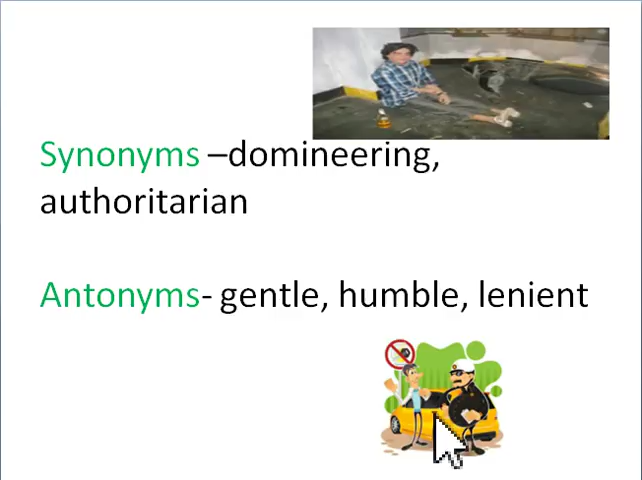 Synonyms –domineering,
authoritarian
Antonyms- gentle, humble, lenient